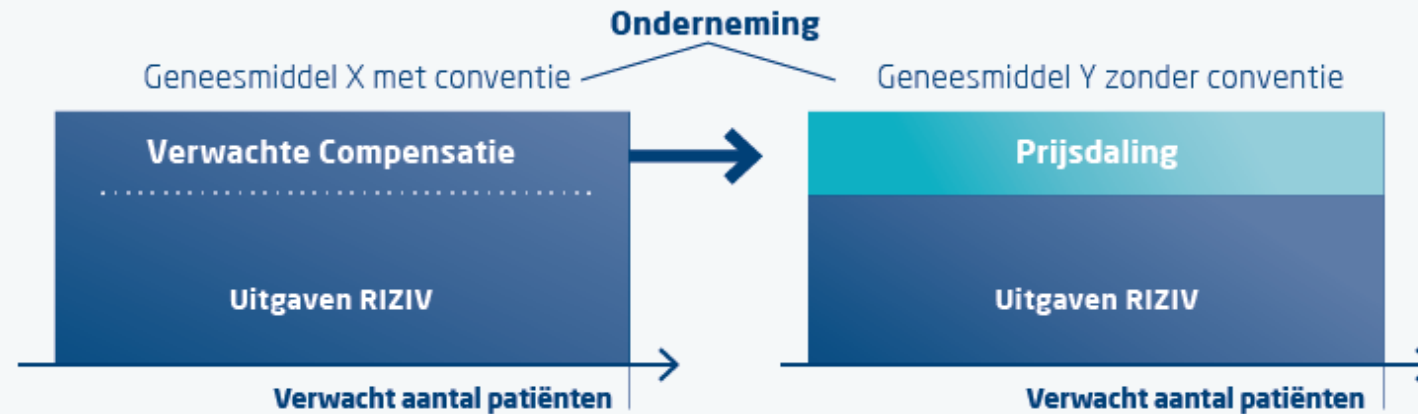 Onderneming
Geneesmiddel X met conventie
Geneesmiddel Y zonder conventie
Verwachte Compensatie
Prijsdaling
Uitgaven RIZIV
Uitgaven RIZIV
Verwacht aantal patiënten
Verwacht aantal patiënten